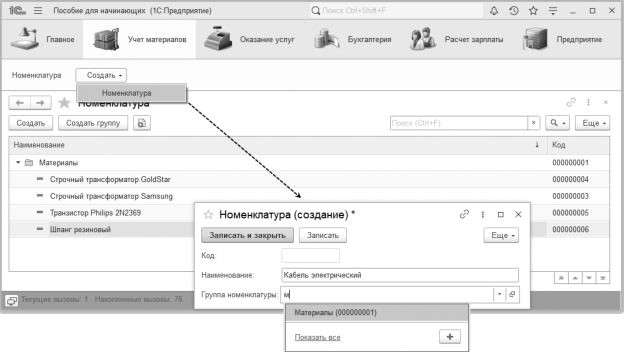 1С Пособие для начинающих (1С:Предприятие) Поиск Ctrl+Shift+F
Главное Учет материалов Оказание услуг Бухгалтерия Расчет зарплаты Предприятие
Номенклатура Создать
Номенклатура
Номенклатура
Создать Создать группу Поиск (Ctrl+F) × Еще
Наименование ↓ Код
Материалы 000000001
Строчный трансформатор GoldStar 000000004
Строчный трансформатор Samsung 000000003
Транзистор Philips 2N2369 000000005
Шланг резиновый 000000006
Номенклатура (создание) *
Записать и закрыть Записать Еще
Код:
Наименование: Кабель электрический
Группа номенклатуры: м
Текущие вызовы: 1 Накопленные вызовы: 76
Материалы (000000001)
Показать все +